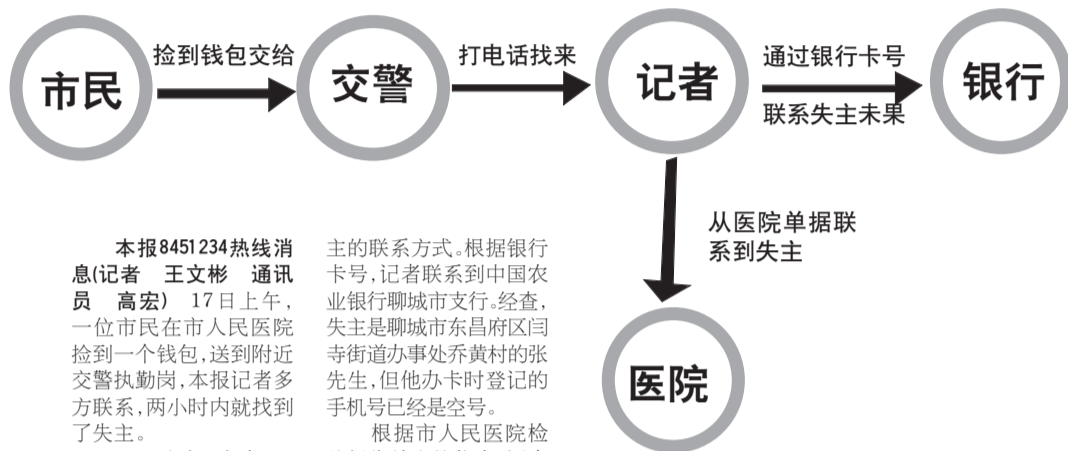 市民
捡到钱包交给
交警
打电话找来
记者
通过银行卡号
联系失主未果
银行
从医院单据联
系到失主
医院
本报8451234热线消
息(记者 王文彬 通讯
员 高宏) 17日上午,
一位市民在市人民医院
捡到一个钱包,送到附近
交警执勤岗,本报记者多
方联系,两小时内就找到
了失主。
主的联系方式。根据银行
卡号,记者联系到中国农
业银行聊城市支行。经查,
失主是聊城市东昌府区闫
寺街道办事处乔黄村的张
先生,但他办卡时登记的
手机号已经是空号。
根据市人民医院检